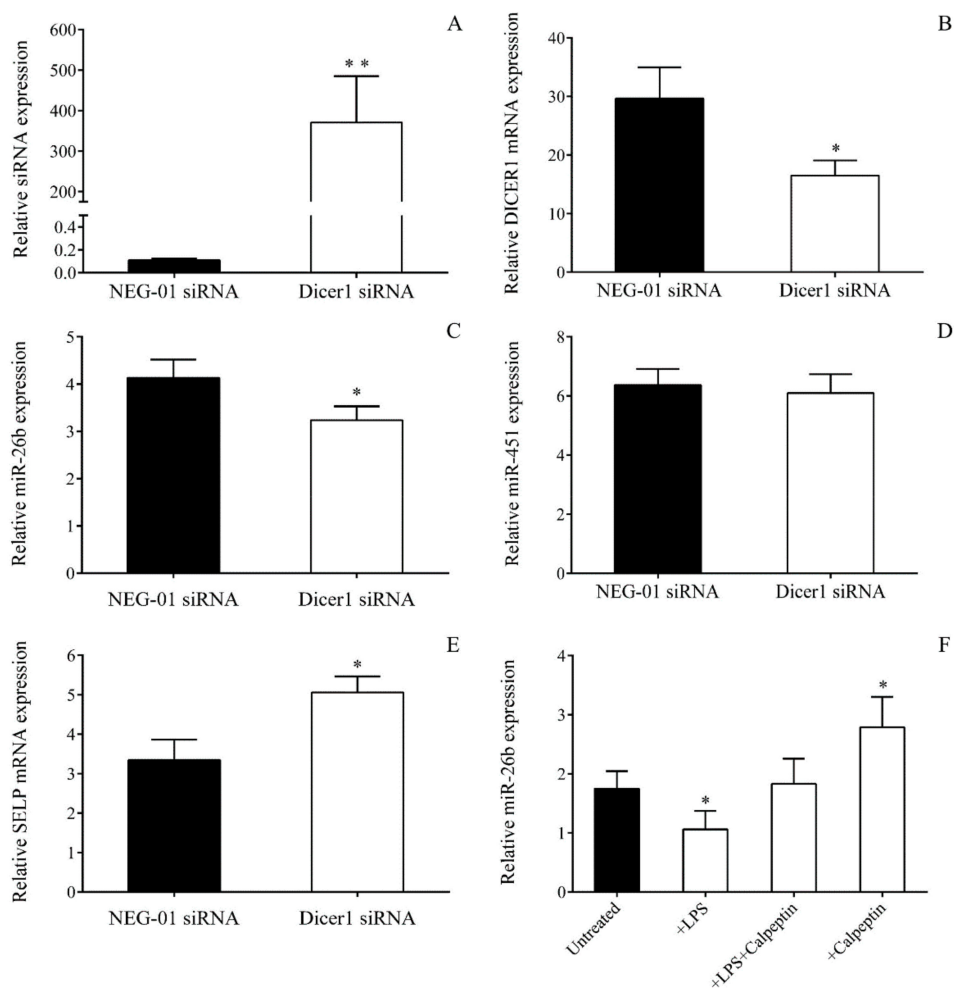 A
Relative siRNA expression
600
500
400
300
200
0.4
0.2
0.0
* *
NEG-01 siRNA
Dicer1 siRNA
B
Relative DICER1 mRNA expression
40
30
20
10
0
*
NEG-01 siRNA
Dicer1 siRNA
C
Relative miR-26b expression
5
4
3
2
1
0
*
NEG-01 siRNA
Dicer1 siRNA
D
Relative miR-451 expression
8
6
4
2
0
NEG-01 siRNA
Dicer1 siRNA
E
Relative SELP mRNA expression
6
5
4
3
2
1
0
*
NEG-01 siRNA
Dicer1 siRNA
F
Relative miR-26b expression
4
3
2
1
0
*
*
Untreated
+LPS
+LPS+Calpeptin
+Calpeptin